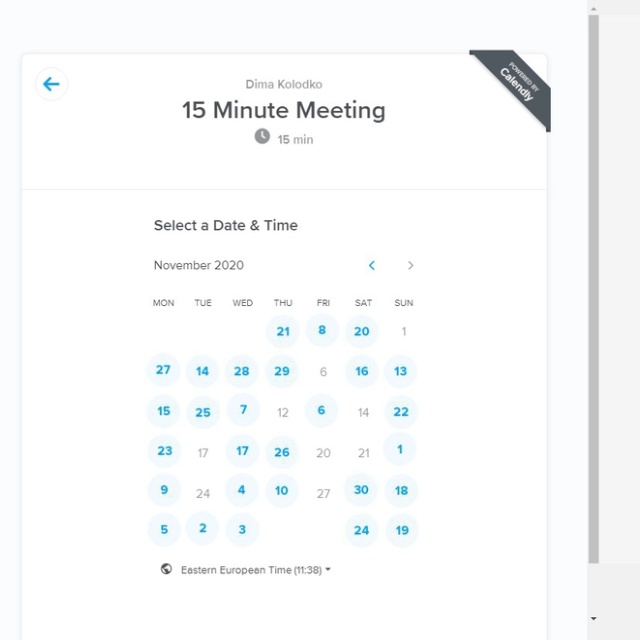 POWERED BY
Calendly
Dima Kolodko
15 Minute Meeting
15 min
Select a Date & Time
November 2020
MON TUE WED THU FRI SAT SUN
21 8 20 1
27 14 28 29 6 16 13
15 25 7 12 6 14 22
23 17 17 26 20 21 1
9 24 4 10 27 30 18
5 2 3 24 19
Eastern European Time (11:38)